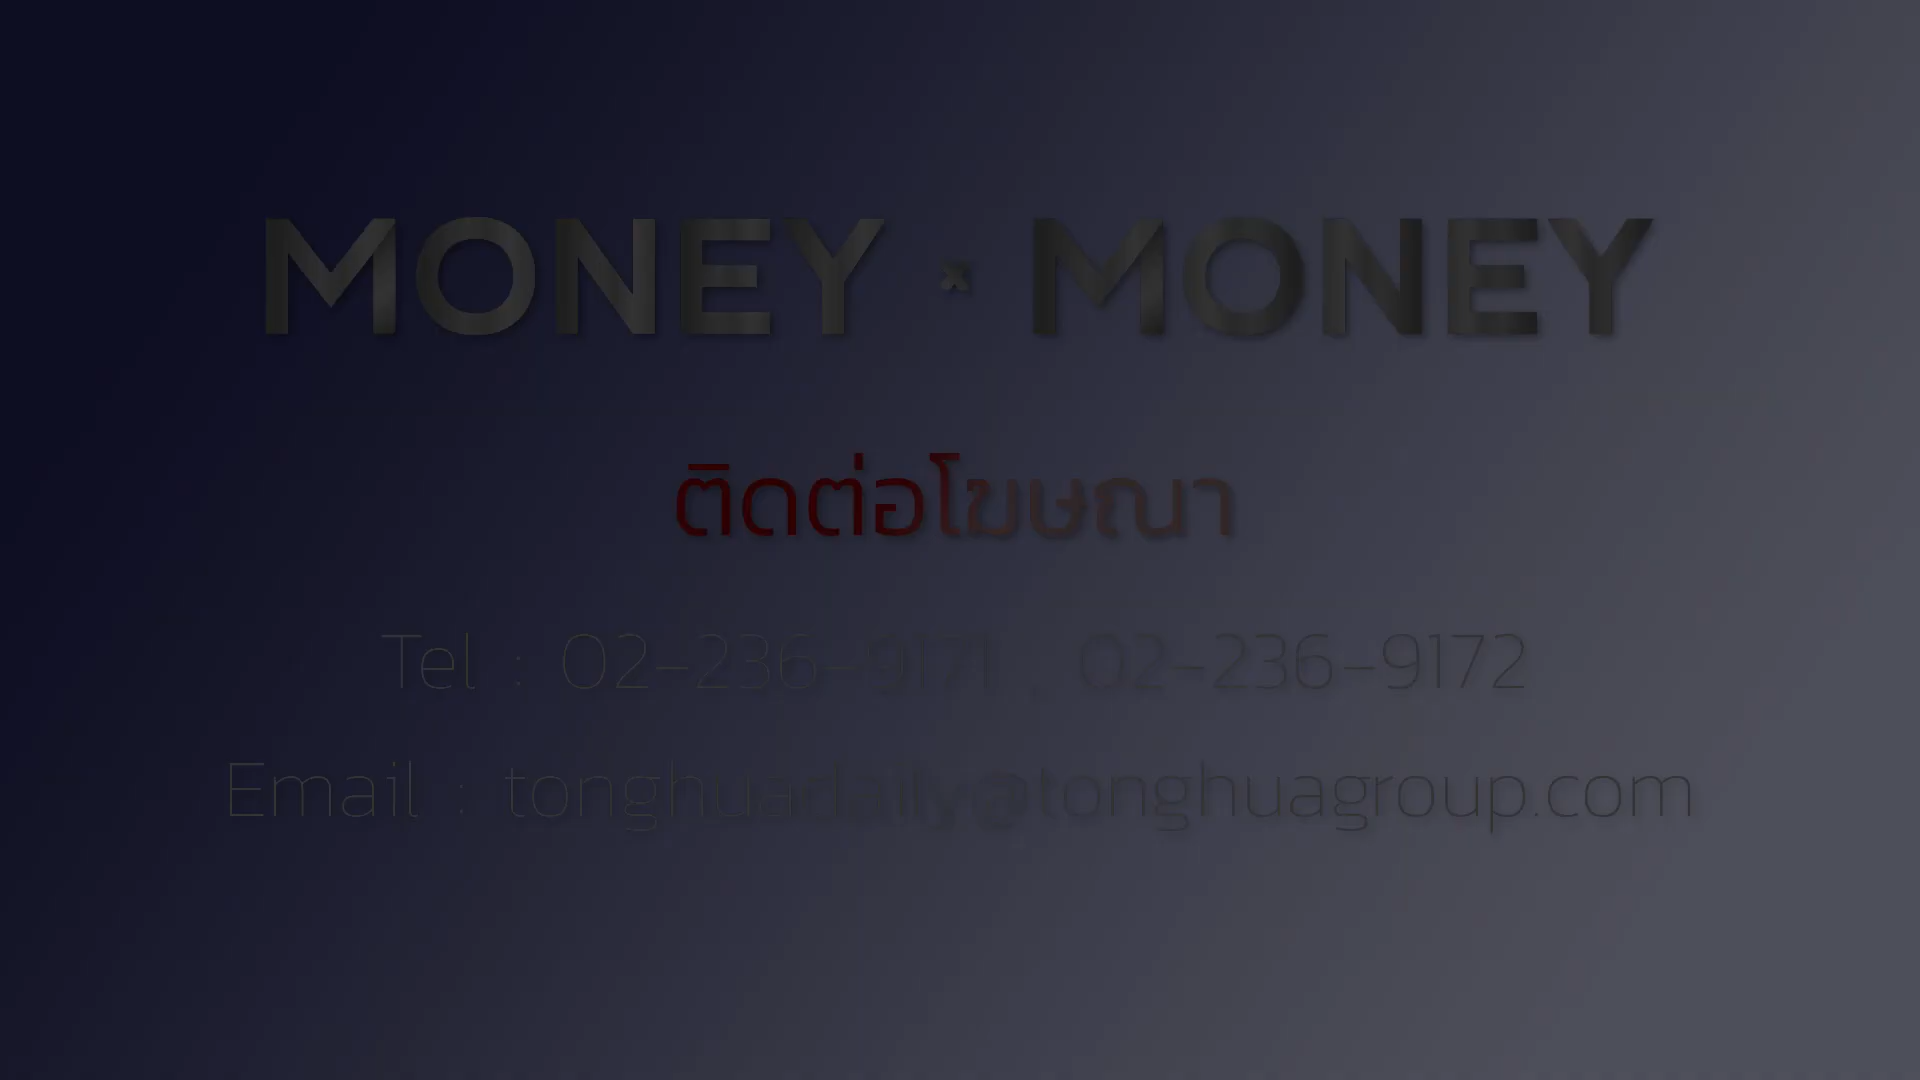 MONEY × MONEY
ติดต่อโฆษณา
Tel : 02-236-9171 , 02-236-9172
Email : tonghuadaily@tonghuagroup.com